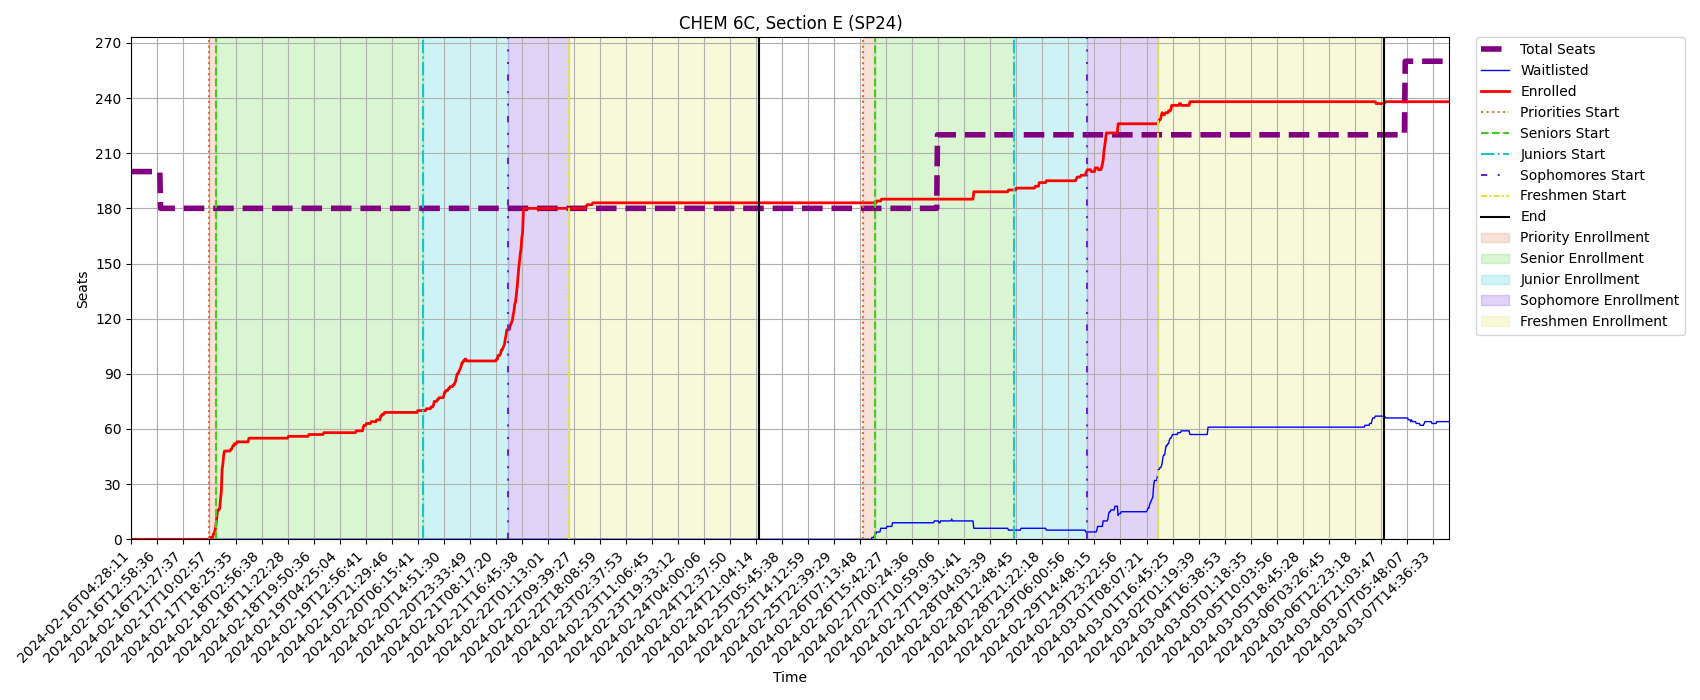 CHEM 6C, Section E (SP24)
270
240
210
180
150
120
90
60
30
0
Seats
2024-02-16T04:28:11
2024-02-16T12:58:36
2024-02-16T21:27:37
2024-02-17T10:02:57
2024-02-17T18:25:35
2024-02-18T02:56:38
2024-02-18T11:22:28
2024-02-18T19:50:36
2024-02-19T04:25:04
2024-02-19T12:56:41
2024-02-19T21:29:46
2024-02-20T06:15:41
2024-02-20T14:51:30
2024-02-20T23:33:49
2024-02-21T08:17:20
2024-02-21T16:45:38
2024-02-22T01:13:01
2024-02-22T09:39:27
2024-02-22T18:08:59
2024-02-23T02:37:53
2024-02-23T11:06:45
2024-02-23T19:33:12
2024-02-24T04:00:06
2024-02-24T12:37:50
2024-02-24T21:04:14
2024-02-25T05:45:38
2024-02-25T14:12:59
2024-02-25T22:39:29
2024-02-26T07:13:48
2024-02-26T15:42:27
2024-02-27T00:24:36
2024-02-27T10:59:06
2024-02-27T19:31:41
2024-02-28T04:03:39
2024-02-28T12:48:45
2024-02-28T21:22:18
2024-02-29T06:00:56
2024-02-29T14:48:15
2024-02-29T23:22:56
2024-03-01T08:07:21
2024-03-01T16:45:25
2024-03-02T01:19:39
2024-03-04T16:38:53
2024-03-05T01:18:35
2024-03-05T10:03:56
2024-03-05T18:45:28
2024-03-06T03:26:45
2024-03-06T12:23:18
2024-03-06T21:03:47
2024-03-07T05:48:07
2024-03-07T14:36:33
Time
Total Seats
Waitlisted
Enrolled
Priorities Start
Seniors Start
Juniors Start
Sophomores Start
Freshmen Start
End
Priority Enrollment
Senior Enrollment
Junior Enrollment
Sophomore Enrollment
Freshmen Enrollment